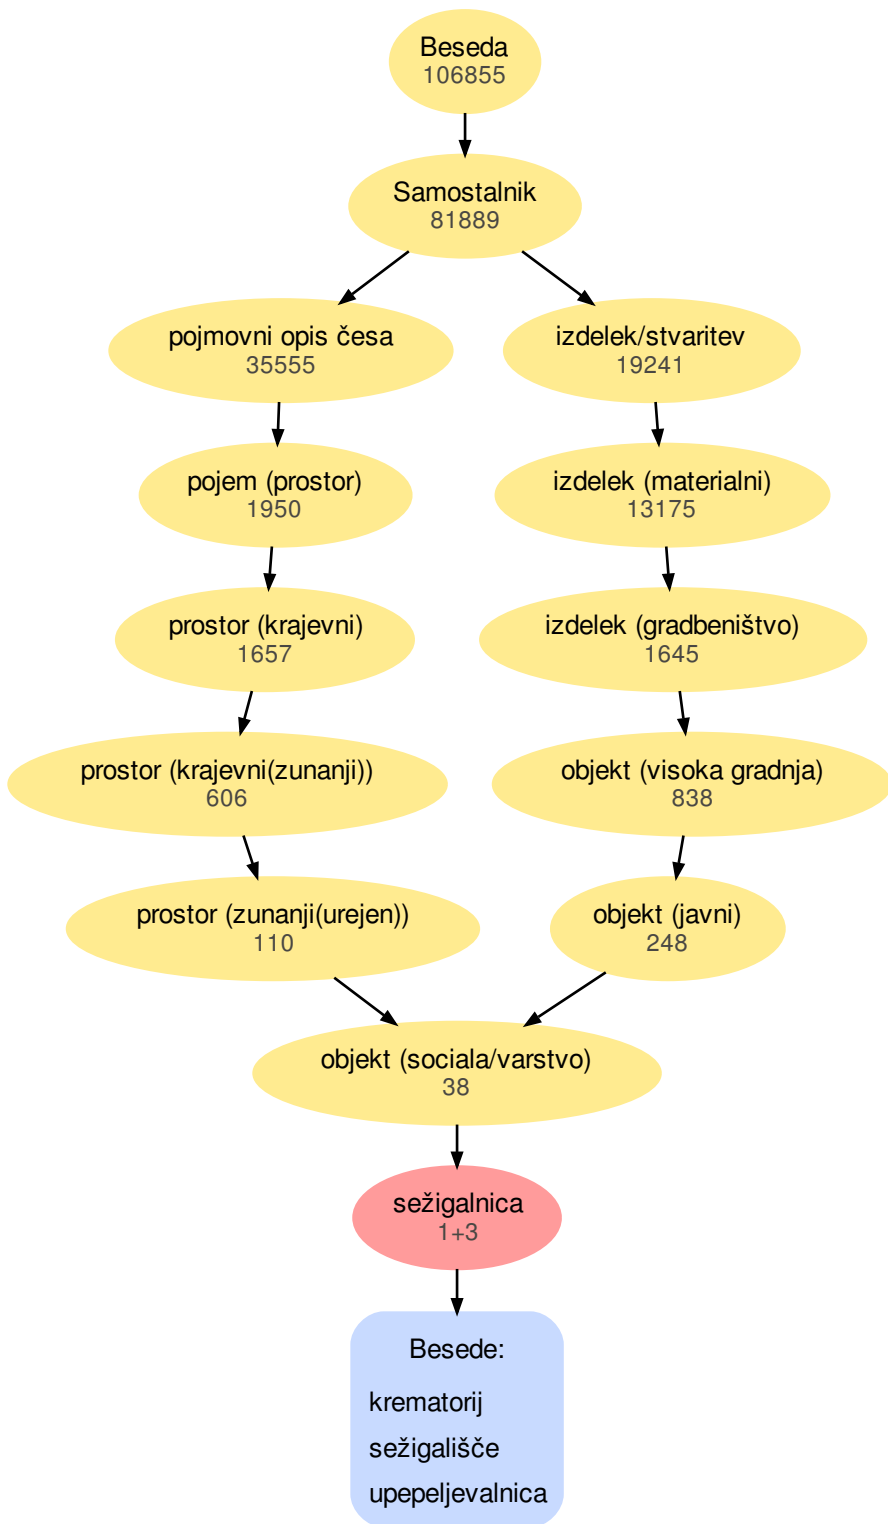 Beseda
106855
Samostalnik
81889
pojmovni opis česa
35555
izdelek/stvaritev
19241
pojem (prostor)
1950
izdelek (materialni)
13175
prostor (krajevni)
1657
izdelek (gradbeništvo)
1645
prostor (krajevni(zunanji))
606
objekt (visoka gradnja)
838
prostor (zunanji(urejen))
110
objekt (javni)
248
objekt (sociala/varstvo)
38
sežigalnica
1+3
Besede:
krematorij
sežigališče
upepeljevalnica